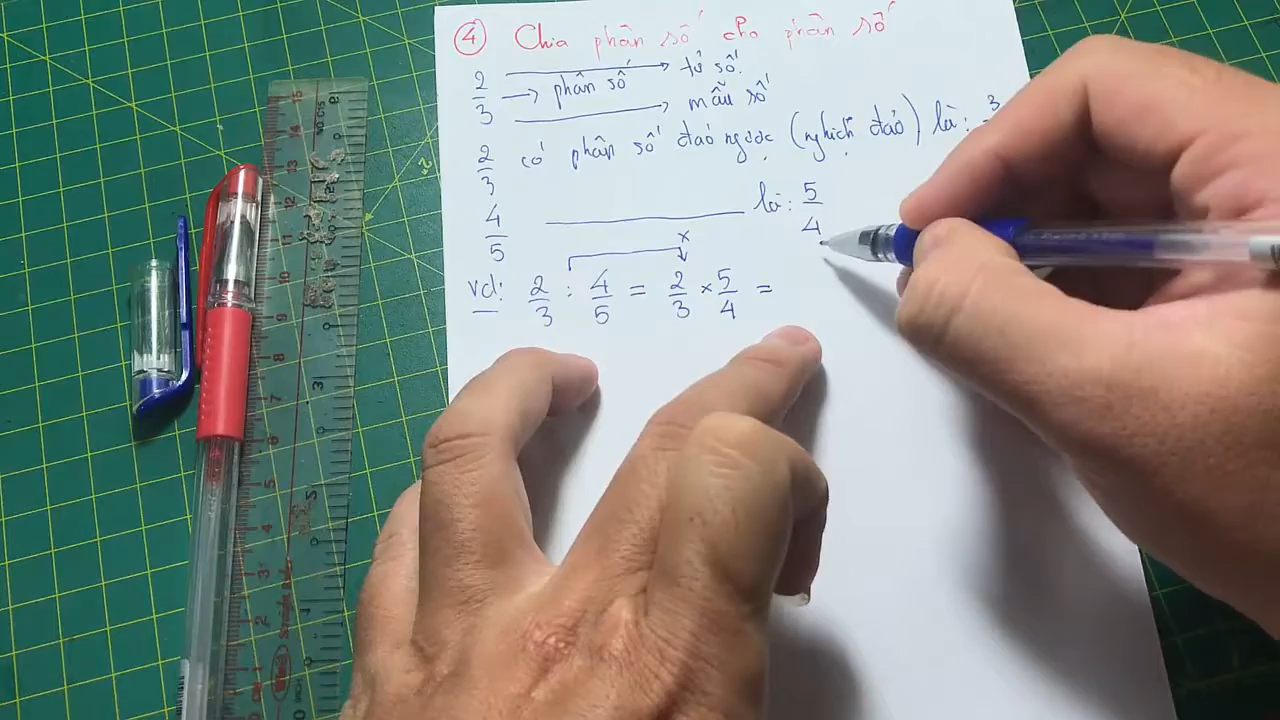 ④ Chia phân số cho phân số
2/3 → tử số.
→ phân số
→ mẫu số
2/3 có phân số đảo ngược (nghịch đảo) là: 3
4/5 ______ là: 5/4
vd: 2/3 : 4/5 = 2/3 × 5/4 =
×